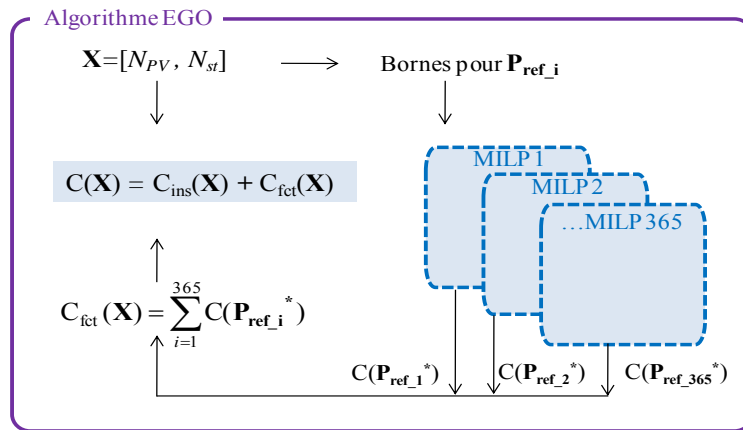 Algorithme EGO
X=[N_PV, N_st]
Bornes pour P_ref_i
MILP 1
MILP 2
...MILP 365
C(X) = C_ins(X) + C_fct(X)
C_fct(X) = ∑_{i=1}^{365} C(P_ref_i*)
C(P_ref_1*)
C(P_ref_2*)
C(P_ref_365*)